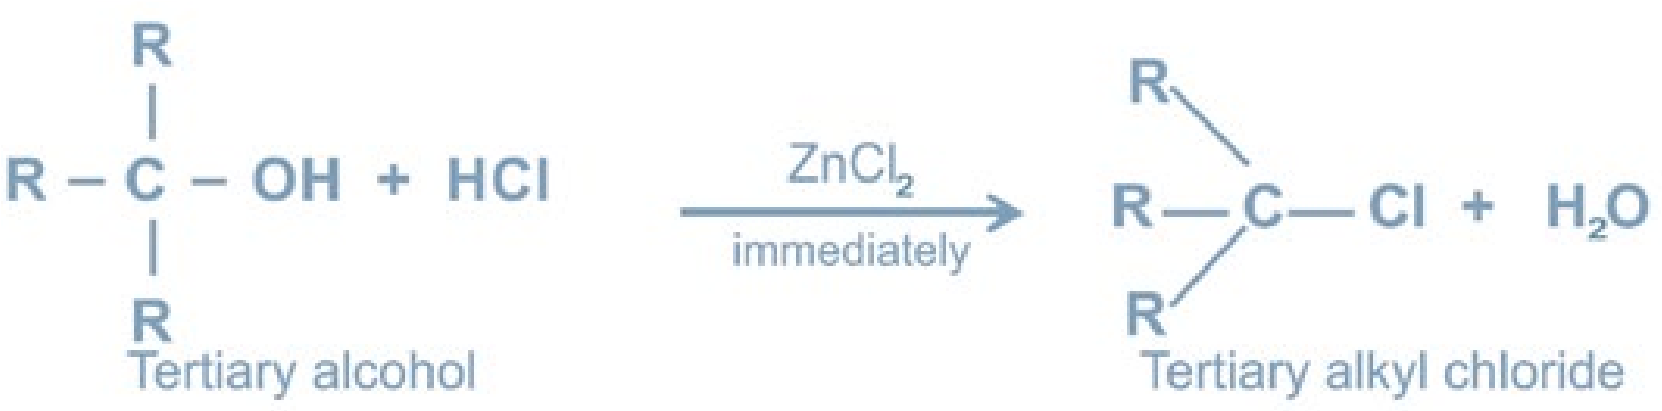 R
R – C – OH + HCl
R
Tertiary alcohol
ZnCl₂
immediately
R
R — C — Cl + H₂O
R
Tertiary alkyl chloride